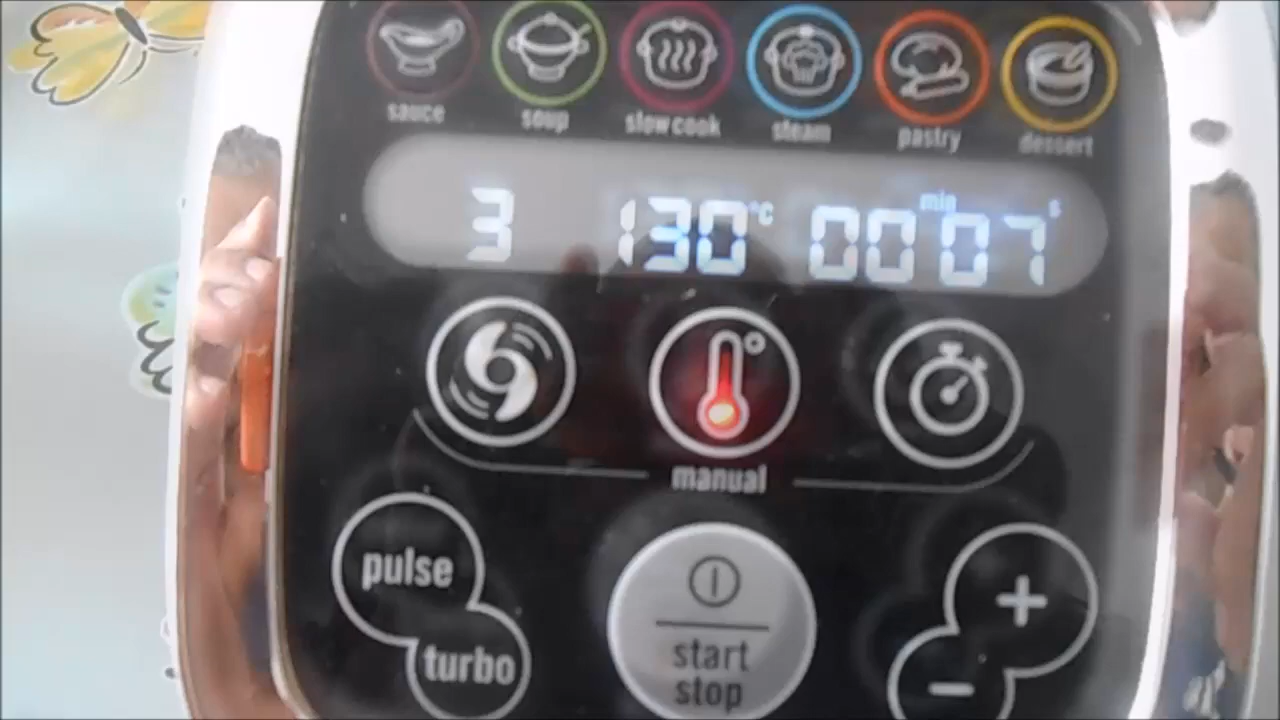 sauce soup slow cook steam pastry dessert
3 130 °C 00 min 07 s
manual
pulse
turbo
start
stop
+
-